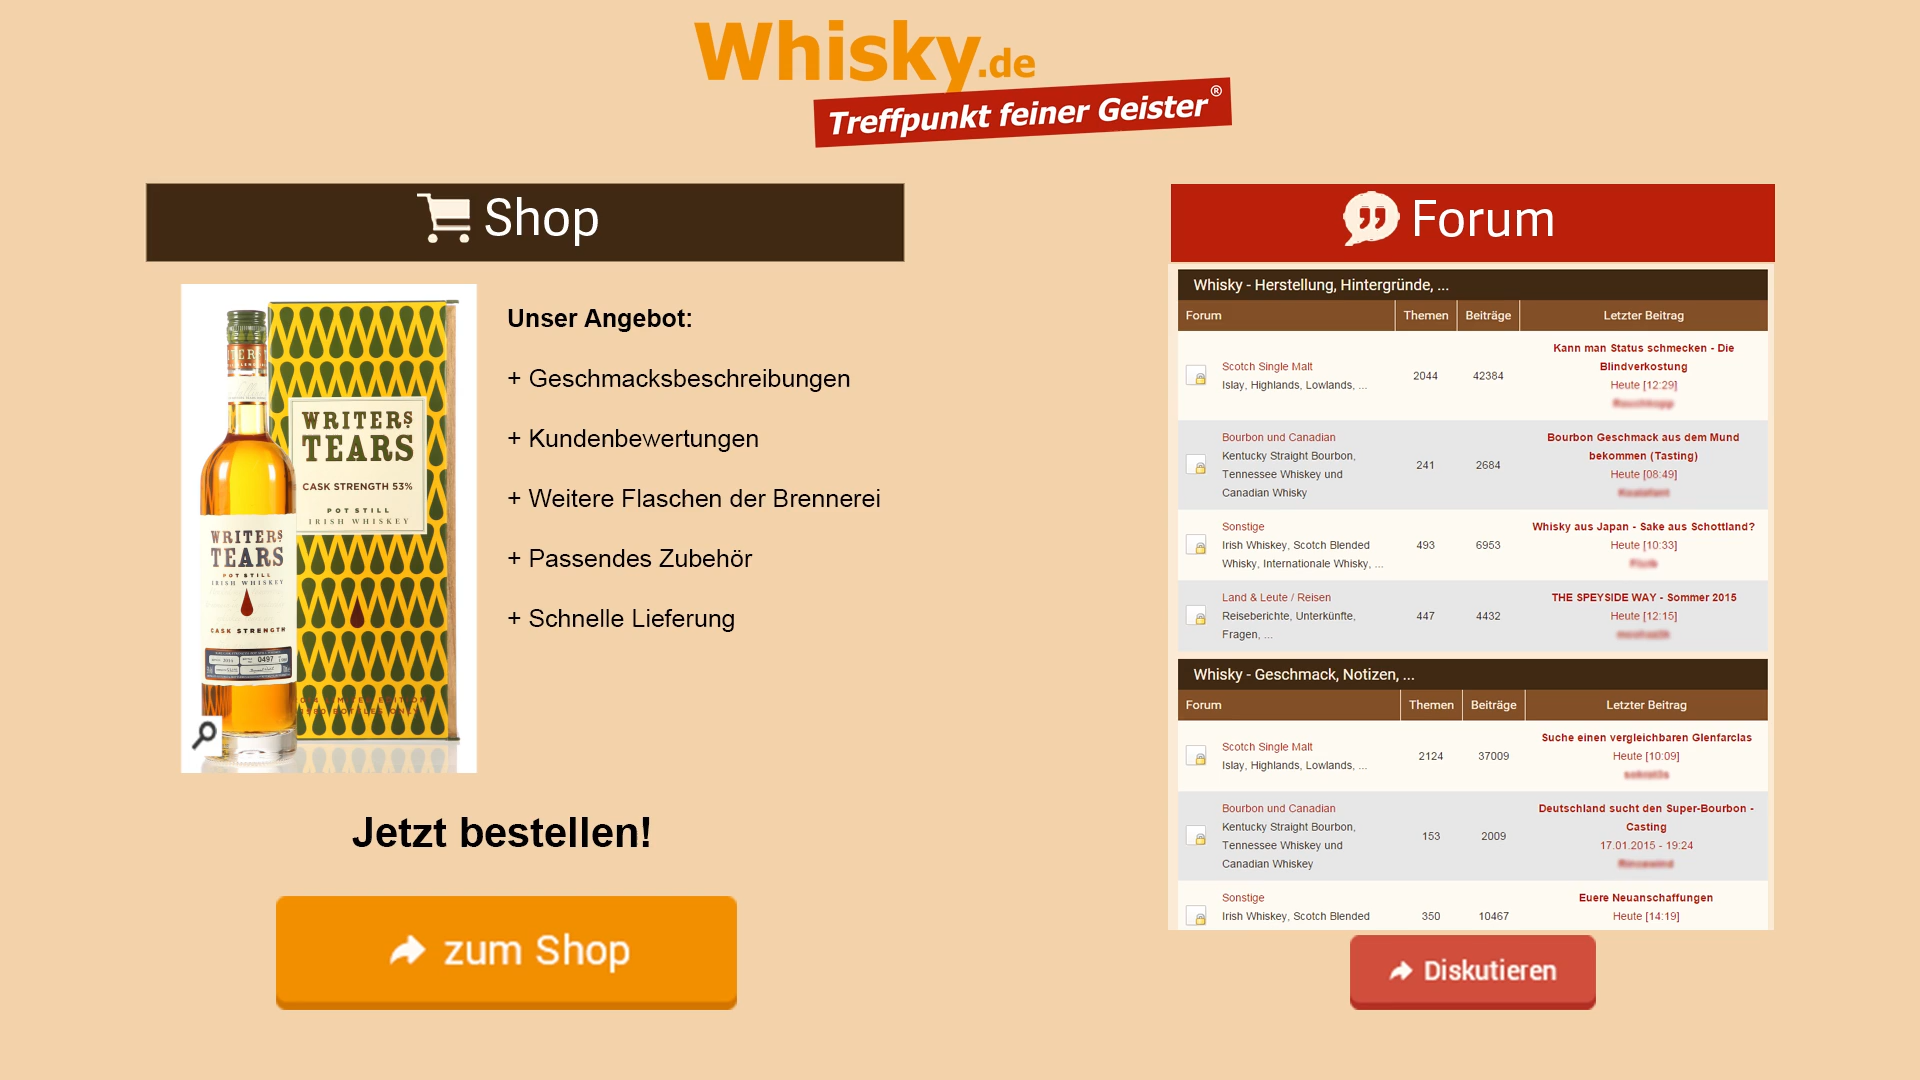 Whisky.de
Treffpunkt feiner Geister®
Shop
WRITERS
TEARS
CASK STRENGTH 53%
POT STILL
IRISH WHISKEY
WRITERS
TEARS
POT STILL
IRISH WHISKEY
CASK STRENGTH
0497
Unser Angebot:
+ Geschmacksbeschreibungen
+ Kundenbewertungen
+ Weitere Flaschen der Brennerei
+ Passendes Zubehör
+ Schnelle Lieferung
Jetzt bestellen!
zum Shop
Forum
Whisky - Herstellung, Hintergründe, ...
Forum Themen Beiträge Letzter Beitrag
Scotch Single Malt
Islay, Highlands, Lowlands, ...
2044 42384
Kann man Status schmecken - Die
Blindverkostung
Heute [12:29]
Bourbon und Canadian
Kentucky Straight Bourbon,
Tennessee Whiskey und
Canadian Whisky
241 2684
Bourbon Geschmack aus dem Mund
bekommen (Tasting)
Heute [08:49]
Sonstige
Irish Whiskey, Scotch Blended
Whisky, Internationale Whisky, ...
493 6953
Whisky aus Japan - Sake aus Schottland?
Heute [10:33]
Land & Leute / Reisen
Reiseberichte, Unterkünfte,
Fragen, ...
447 4432
THE SPEYSIDE WAY - Sommer 2015
Heute [12:15]
Whisky - Geschmack, Notizen, ...
Forum Themen Beiträge Letzter Beitrag
Scotch Single Malt
Islay, Highlands, Lowlands, ...
2124 37009
Suche einen vergleichbaren Glenfarclas
Heute [10:09]
Bourbon und Canadian
Kentucky Straight Bourbon,
Tennessee Whiskey und
Canadian Whiskey
153 2009
Deutschland sucht den Super-Bourbon -
Casting
17.01.2015 - 19:24
Sonstige
Irish Whiskey, Scotch Blended
350 10467
Euere Neuanschaffungen
Heute [14:19]
Diskutieren